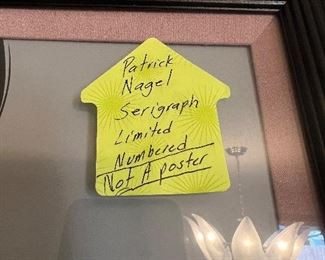 Patrick
Nagel
Serigraph
Limited
Numbered
Not A poster